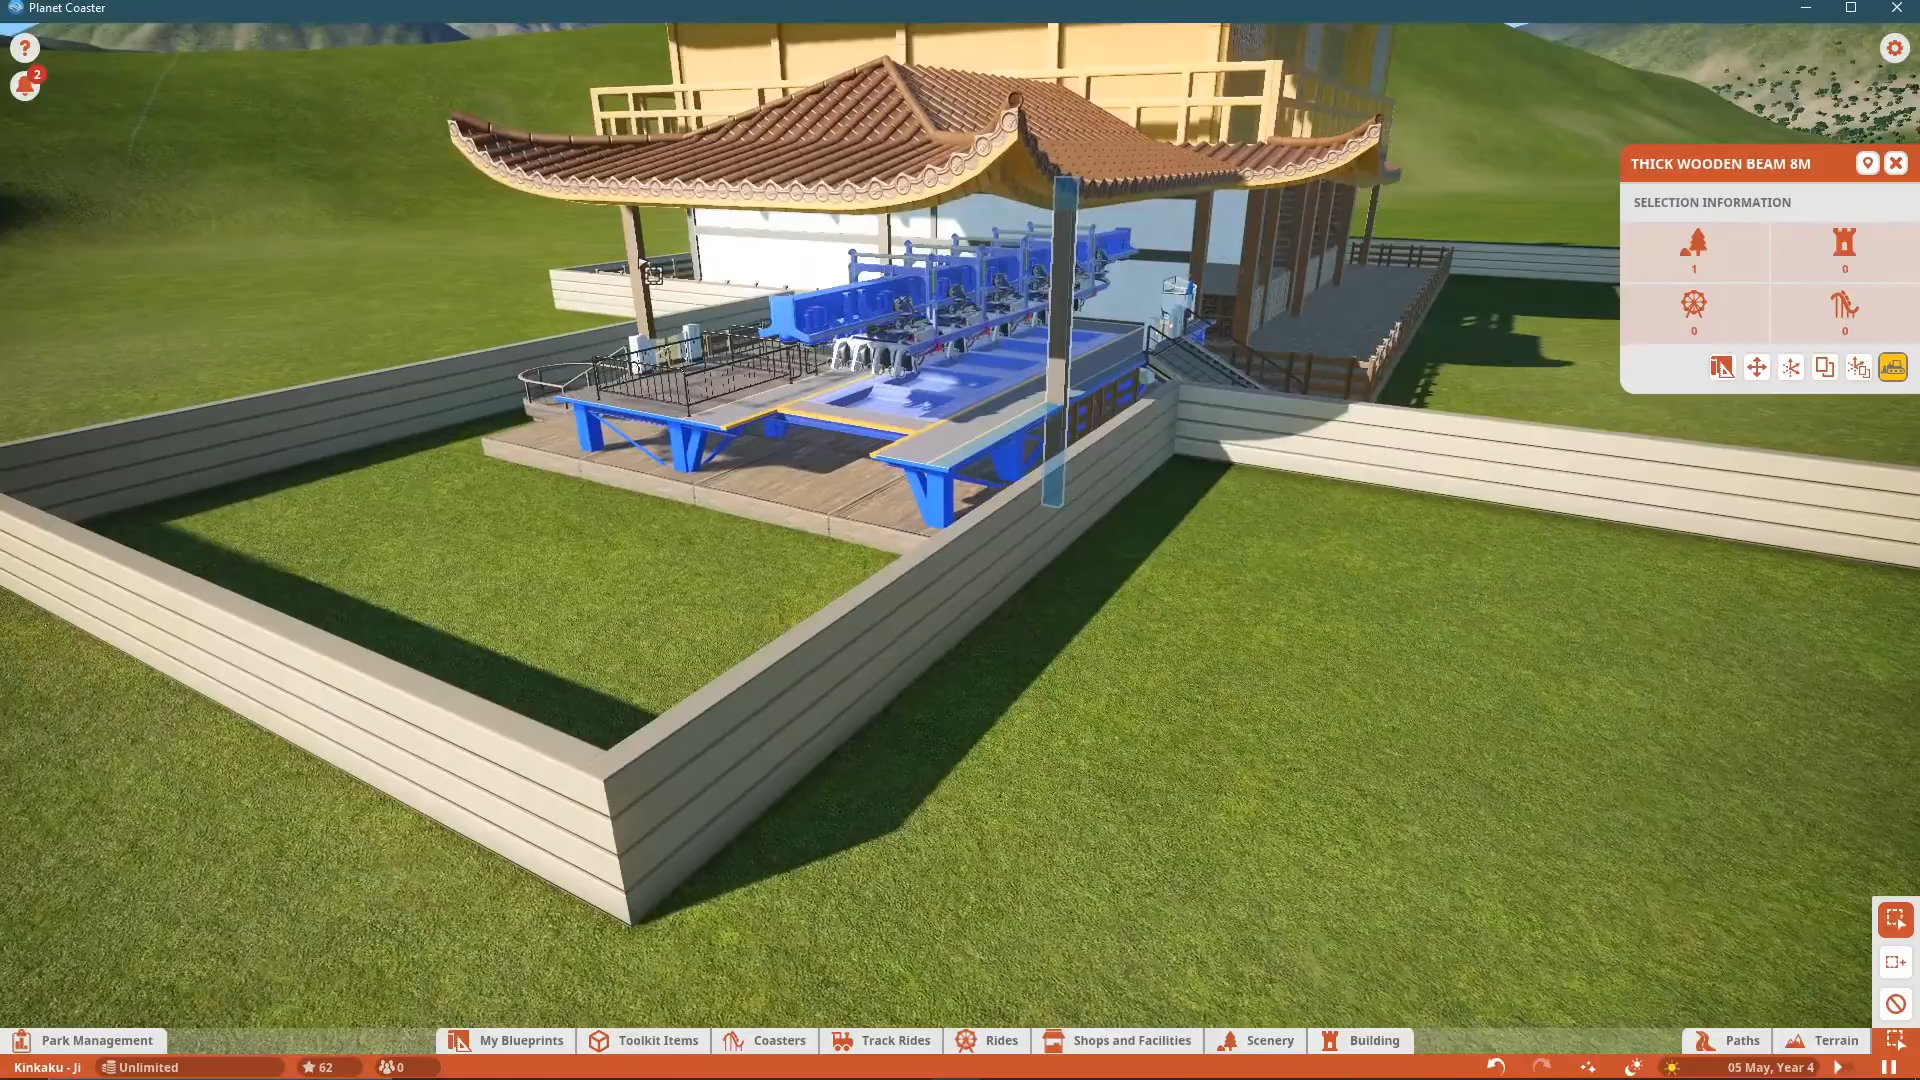 Planet Coaster
?
2
THICK WOODEN BEAM 8M
SELECTION INFORMATION
1
0
0
0
Park Management
My Blueprints
Toolkit Items
Coasters
Track Rides
Rides
Shops and Facilities
Scenery
Building
Paths
Terrain
Kinkaku - Ji
Unlimited
62
0
05 May, Year 4